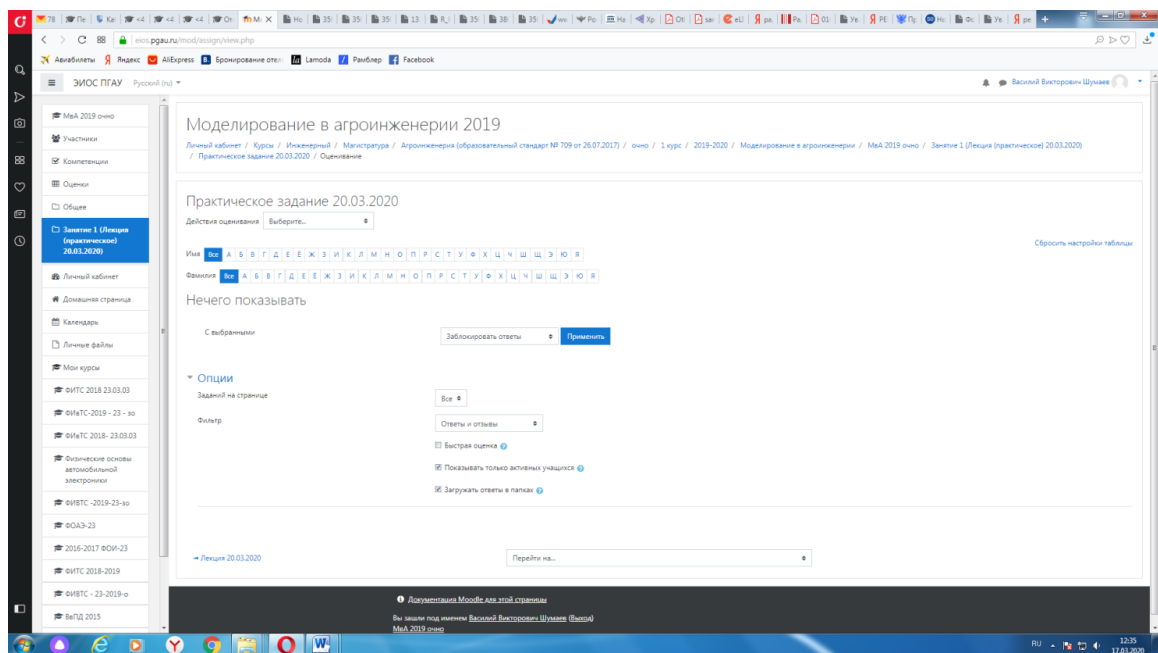 eios.pgau.ru/mod/assign/view.php
Авиабилеты Яндекс AliExpress Бронирование оте Lamoda Рамблер Facebook
ЭИОС ПГАУ Русский (ru)
Василий Викторович Шумаев
МвА 2019 очно
Участники
Компетенции
Оценки
Общее
Занятие 1 (Лекция
(практическое)
20.03.2020)
Личный кабинет
Домашняя страница
Календарь
Личные файлы
Мои курсы
ФИТС 2018 23.03.03
ФИвТС-2019 - 23 - зо
ФИвТС 2018- 23.03.03
Физические основы
автомобильной
электроники
ФИВТС -2019-23-зо
ФОАЭ-23
2016-2017 ФОИ-23
ФИТС 2018-2019
ФИВТС - 23-2019-о
ВеПД 2015
Моделирование в агроинженерии 2019
Личный кабинет / Курсы / Инженерный / Магистратура / Агроинженерия (образовательный стандарт № 709 от 26.07.2017) / очно / 1 курс / 2019-2020 / Моделирование в агроинженерии / МвА 2019 очно / Занятие 1 (Лекция (практическое) 20.03.2020)
/ Практическое задание 20.03.2020 / Оценивание
Практическое задание 20.03.2020
Действия оценивания Выберите...
Сбросить настройки таблицы
Имя Все А Б В Г Д Е Ё Ж З И К Л М Н О П Р С Т У Ф Х Ц Ч Ш Щ Э Ю Я
Фамилия Все А Б В Г Д Е Ё Ж З И К Л М Н О П Р С Т У Ф Х Ц Ч Ш Щ Э Ю Я
Нечего показывать
С выбранными Заблокировать ответы Применить
Опции
Заданий на странице Все
Фильтр Ответы и отзывы
Быстрая оценка
Показывать только активных учащихся
Загружать ответы в папках
→ Лекция 20.03.2020 Перейти на...
Документация Moodle для этой страницы
Вы зашли под именем Василий Викторович Шумаев (Выход)
МвА 2019 очно
RU 12:35
17.03.2020